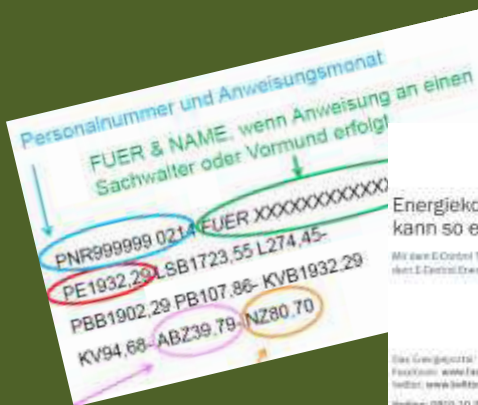 Personalnummer und Anweisungsmonat
FUER & NAME, wenn Anweisung an einen
Sachwalter oder Vormund erfolgt
PNR999999 0214 FUER XXXXXXXXXXXX
PE1932,29 LSB1723,55 L274,45-
PBB1902,29 PB107,86- KVB1932,29
KV94,68- ABZ39,79- NZ80,70
Energieko
kann so e